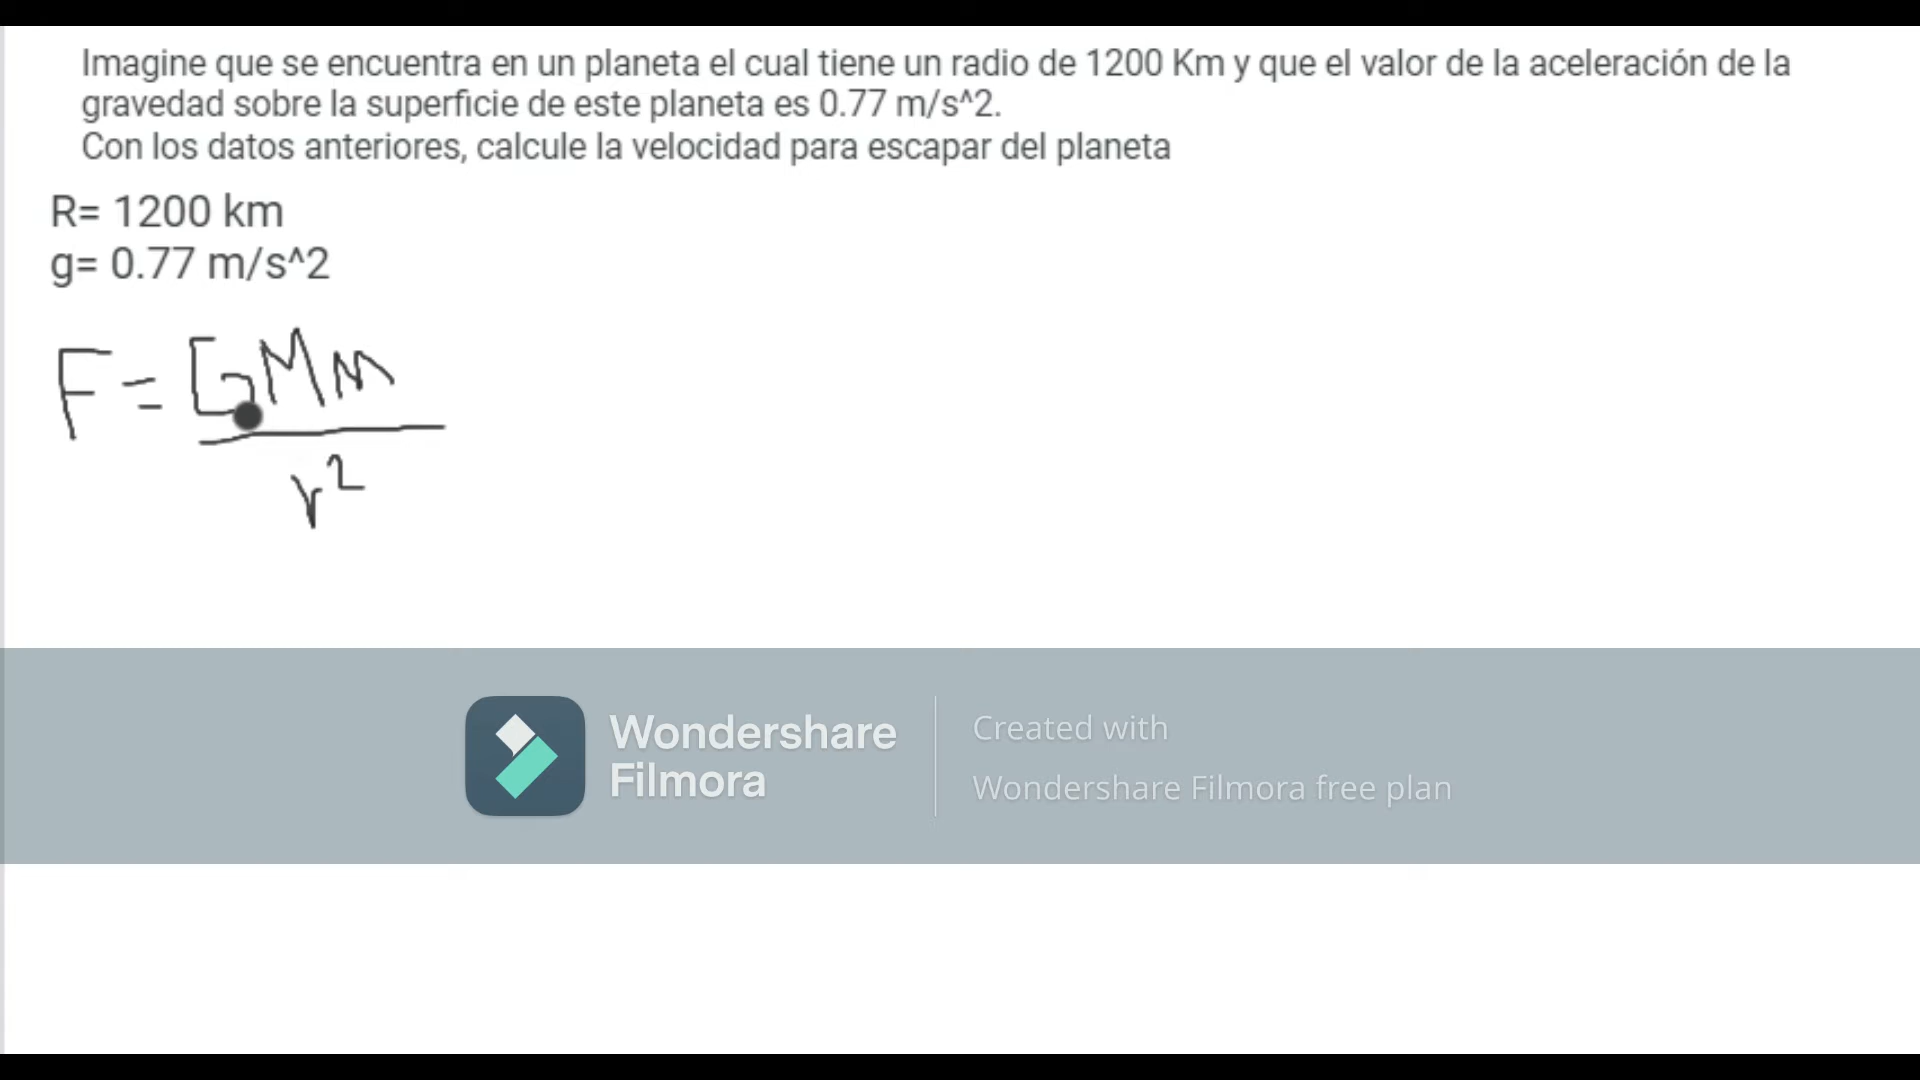 Imagine que se encuentra en un planeta el cual tiene un radio de 1200 Km y que el valor de la aceleración de la
gravedad sobre la superficie de este planeta es 0.77 m/s^2.
Con los datos anteriores, calcule la velocidad para escapar del planeta
R= 1200 km
g= 0.77 m/s^2
F = GMm
r²
Wondershare
Filmora
Created with
Wondershare Filmora free plan